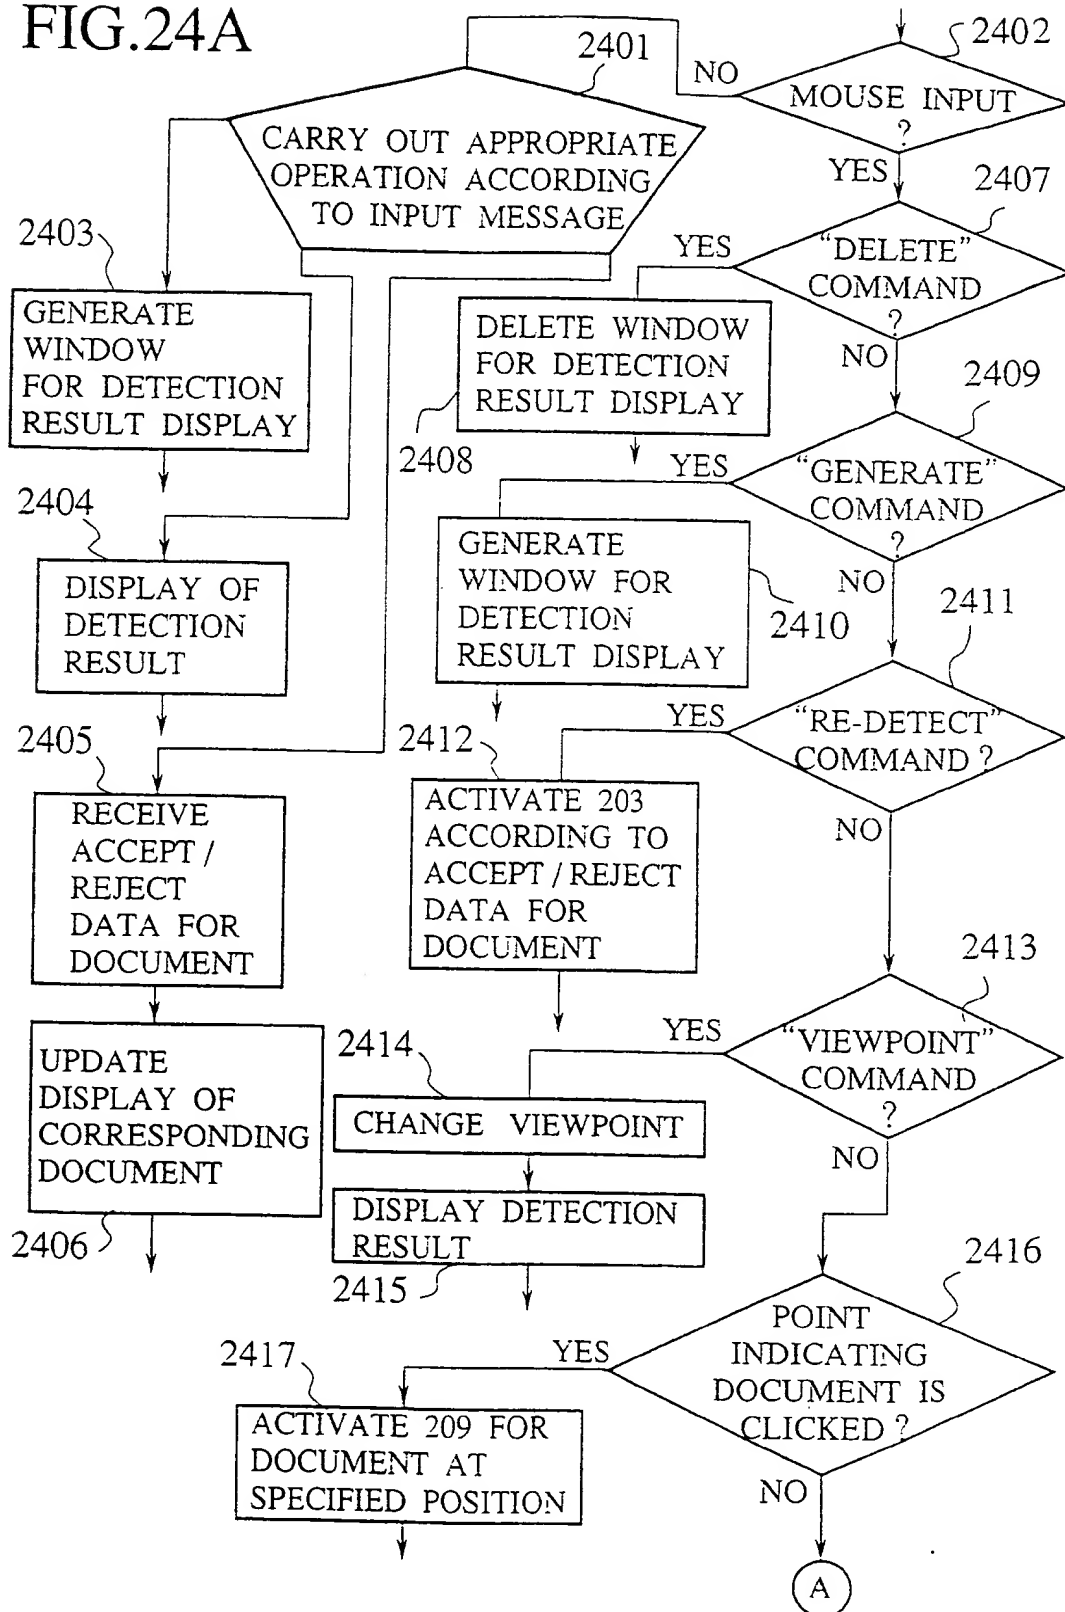 FIG.24A
2401
2402
NO
MOUSE INPUT
?
CARRY OUT APPROPRIATE
OPERATION ACCORDING
TO INPUT MESSAGE
YES
2407
2403
YES
"DELETE"
COMMAND
?
GENERATE
WINDOW
FOR DETECTION
RESULT DISPLAY
DELETE WINDOW
FOR DETECTION
RESULT DISPLAY
NO
2409
2408
YES
"GENERATE"
COMMAND
?
2404
GENERATE
WINDOW FOR
DETECTION
RESULT DISPLAY
2410
NO
2411
DISPLAY OF
DETECTION
RESULT
YES
"RE-DETECT"
COMMAND ?
2405
2412
RECEIVE
ACCEPT /
REJECT
DATA FOR
DOCUMENT
ACTIVATE 203
ACCORDING TO
ACCEPT / REJECT
DATA FOR
DOCUMENT
NO
2413
YES
"VIEWPOINT"
COMMAND
?
2414
UPDATE
DISPLAY OF
CORRESPONDING
DOCUMENT
CHANGE VIEWPOINT
NO
2406
DISPLAY DETECTION
RESULT
2415
2416
POINT
INDICATING
DOCUMENT IS
CLICKED ?
YES
2417
ACTIVATE 209 FOR
DOCUMENT AT
SPECIFIED POSITION
NO
A